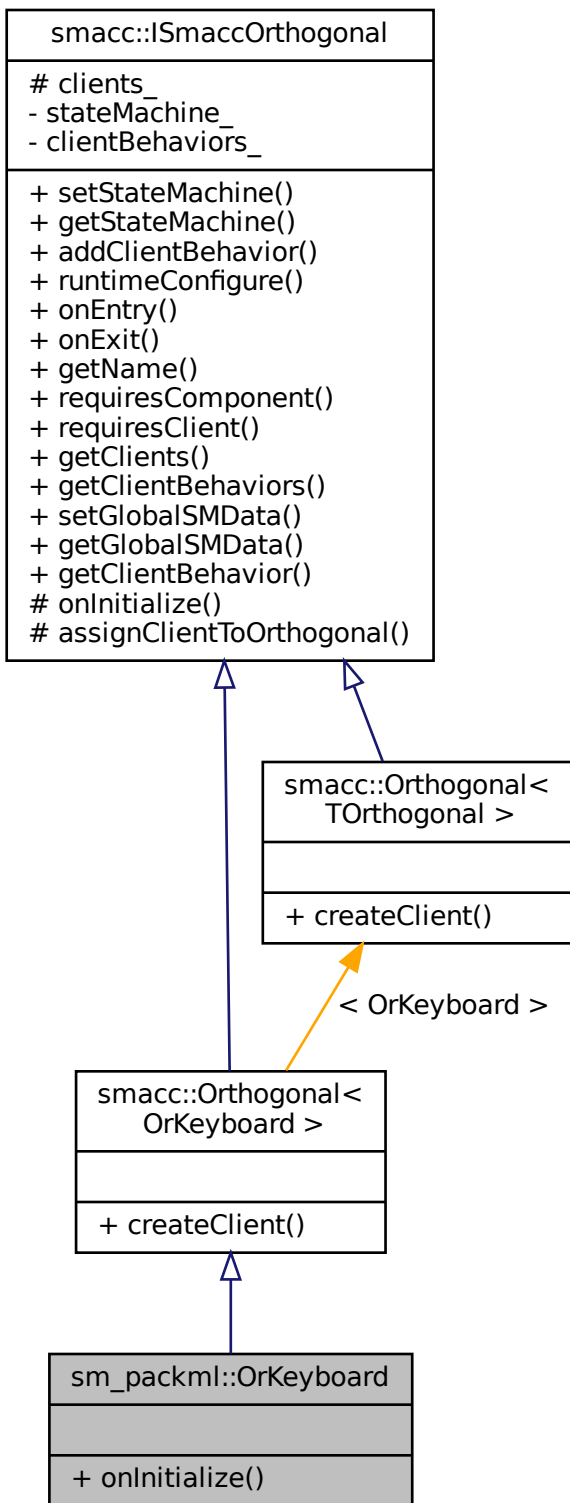 smacc::ISmaccOrthogonal
# clients_
- stateMachine_
- clientBehaviors_
+ setStateMachine()
+ getStateMachine()
+ addClientBehavior()
+ runtimeConfigure()
+ onEntry()
+ onExit()
+ getName()
+ requiresComponent()
+ requiresClient()
+ getClients()
+ getClientBehaviors()
+ setGlobalSMData()
+ getGlobalSMData()
+ getClientBehavior()
# onInitialize()
# assignClientToOrthogonal()
smacc::Orthogonal<
TOrthogonal >
+ createClient()
< OrKeyboard >
smacc::Orthogonal<
OrKeyboard >
+ createClient()
sm_packml::OrKeyboard
+ onInitialize()